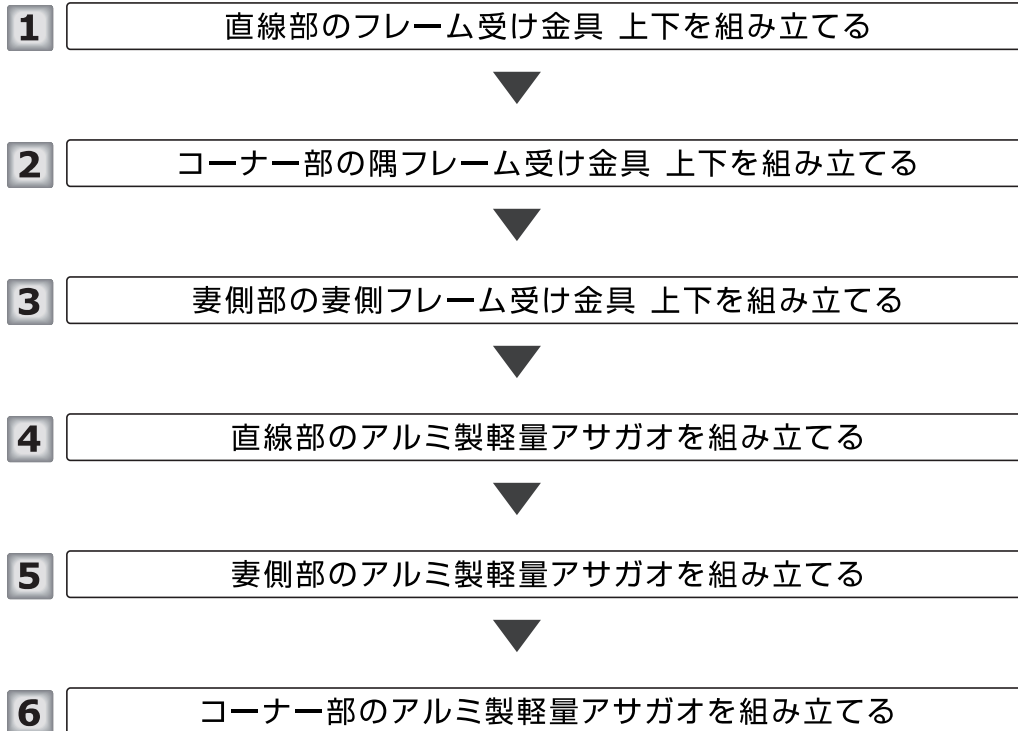 1 直線部のフレーム受け金具 上下を組み立てる
2 コーナー部の隅フレーム受け金具 上下を組み立てる
3 妻側部の妻側フレーム受け金具 上下を組み立てる
4 直線部のアルミ製軽量アサガオを組み立てる
5 妻側部のアルミ製軽量アサガオを組み立てる
6 コーナー部のアルミ製軽量アサガオを組み立てる